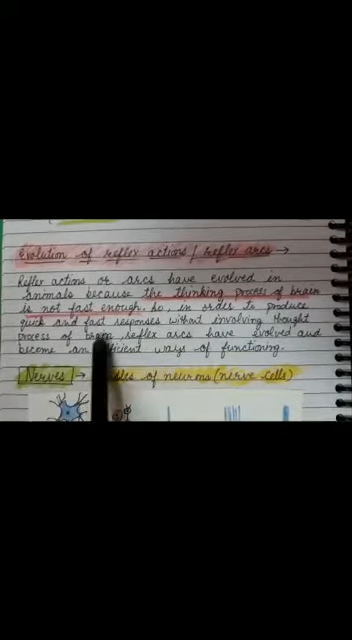 Evolution of reflex actions / reflex arcs →
Reflex actions or arcs have evolved in
animals because the thinking process of brain
is not fast enough. So, in order to produce
quick and fast responses without involving thought
process of brain, reflex arcs have evolved and
become an efficient ways of functioning.
Nerves → of neurons (nerve cells)